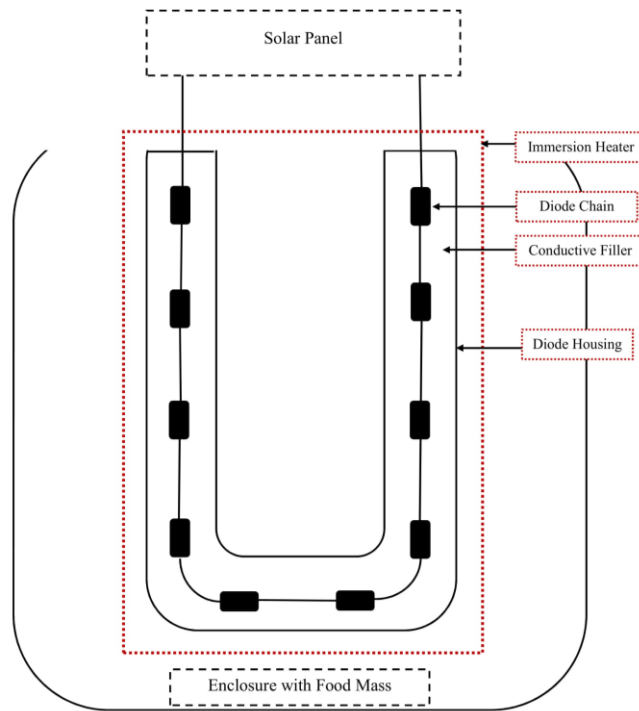 Solar Panel
Immersion Heater
Diode Chain
Conductive Filler
Diode Housing
Enclosure with Food Mass